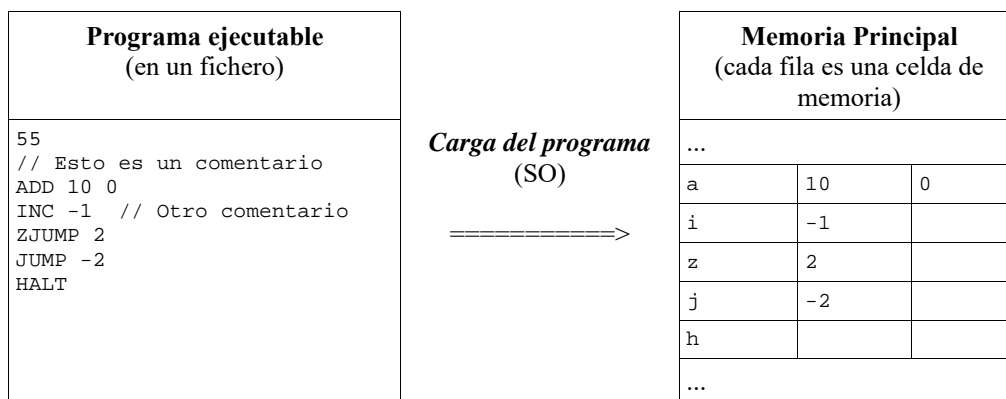 Programa ejecutable
(en un fichero)
55
// Esto es un comentario
ADD 10 0
INC -1  // Otro comentario
ZJUMP 2
JUMP -2
HALT
Carga del programa
(SO)
===========>
Memoria Principal
(cada fila es una celda de
memoria)
...
a 10 0
i -1
z 2
j -2
h
...